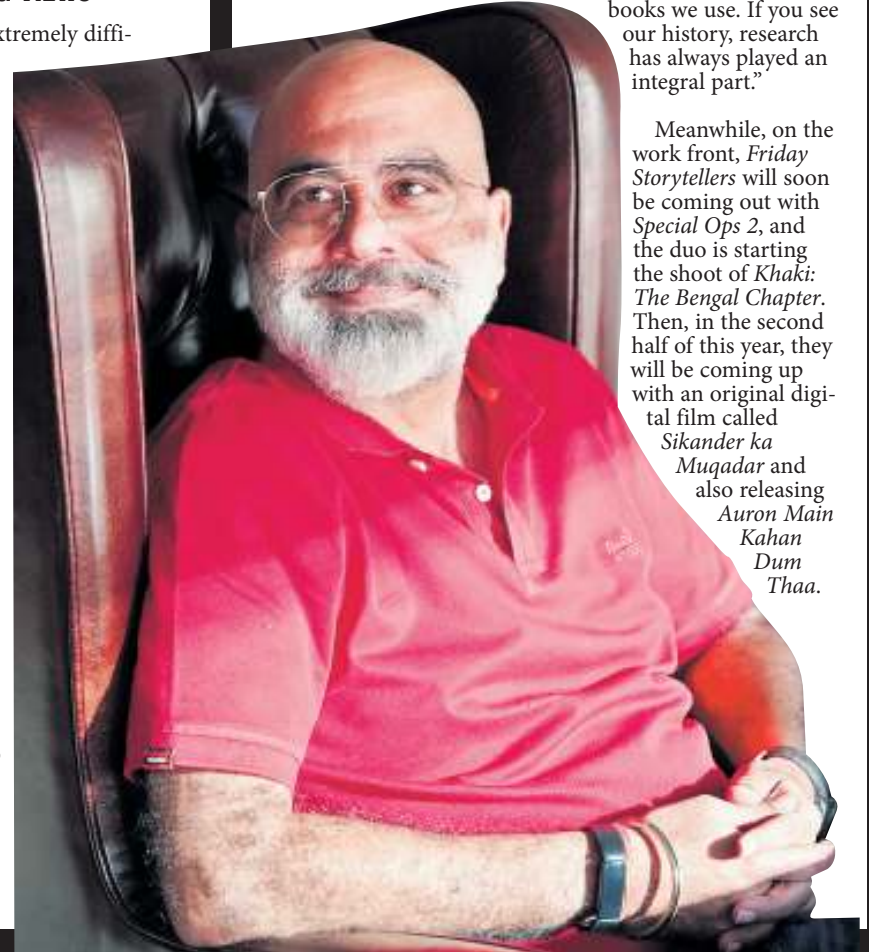 xtremely diffi-
books we use. If you see
our history, research
has always played an
integral part.”
Meanwhile, on the
work front, Friday
Storytellers will soon
be coming out with
Special Ops 2, and
the duo is starting
the shoot of Khaki:
The Bengal Chapter.
Then, in the second
half of this year, they
will be coming up
with an original digi-
tal film called
Sikander ka
Muqadar and
also releasing
Auron Main
Kahan
Dum
Thaa.